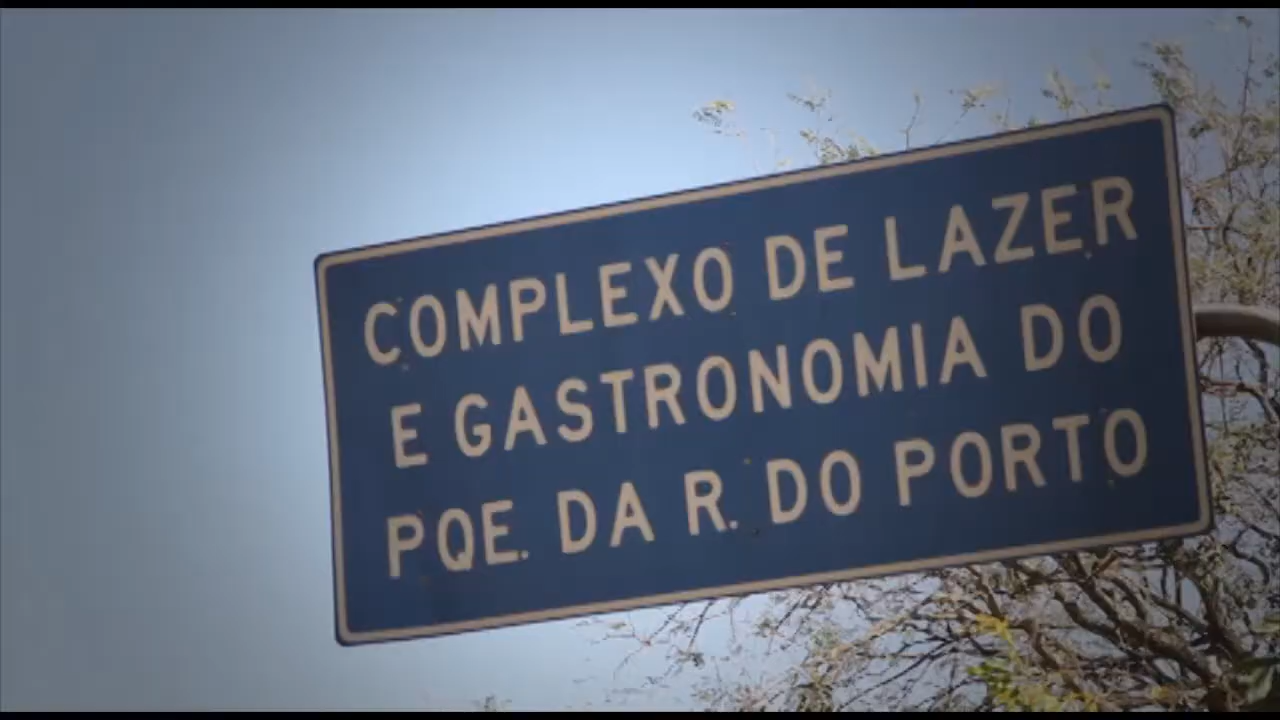 COMPLEXO DE LAZER
E GASTRONOMIA DO
PQE. DA R. DO PORTO